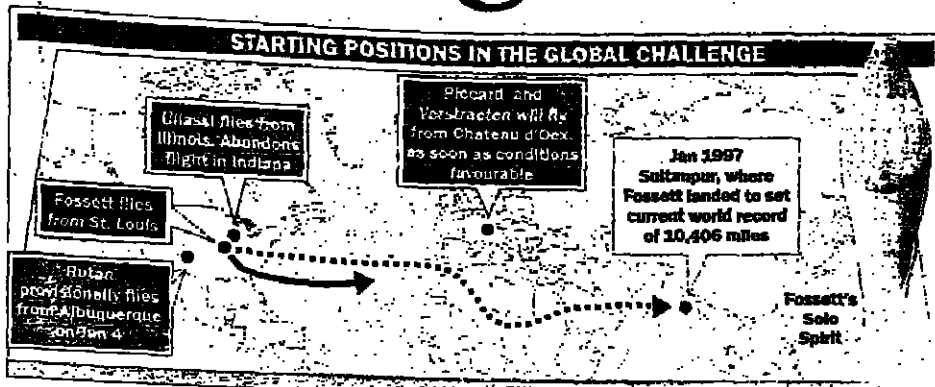 STARTING POSITIONS IN THE GLOBAL CHALLENGE
Uliassi flies from
Illinois. Abandons
flight in Indiana
Piccard and
Verstraeten will fly
from Chateau d'Oex
as soon as conditions
favourable
Jan 1997
Sultanpur, where
Fossett landed to set
current world record
of 10,406 miles
Fossett flies
from St. Louis
Rutan
provisionally flies
from Albuquerque
on Jan 4
Fossett's
Solo
Spirit